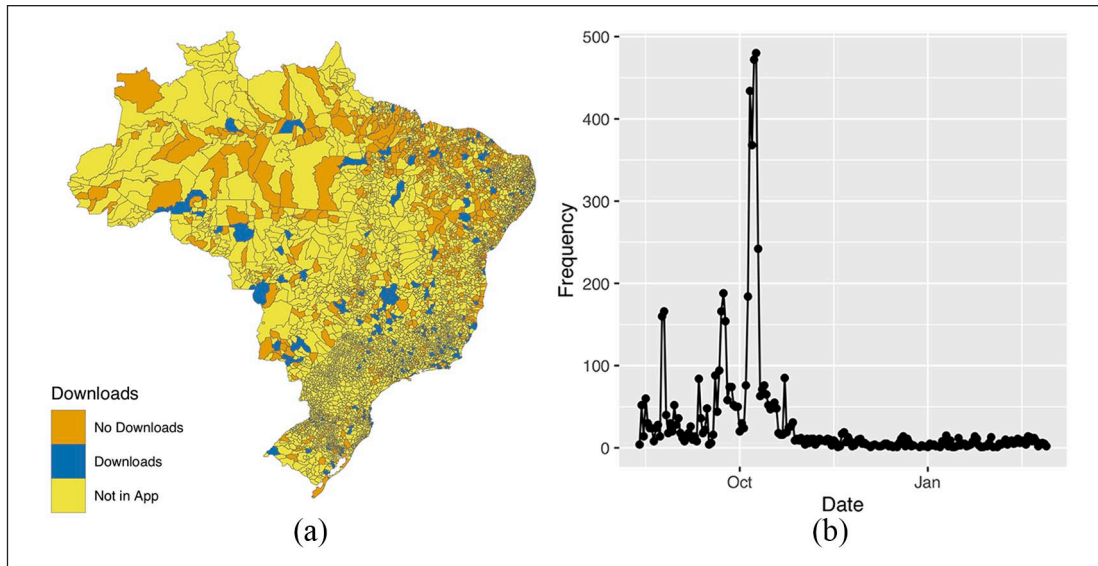 Downloads
No Downloads
Downloads
Not in App
(a)
500
400
300
200
100
0
Frequency
Oct
Jan
Date
(b)